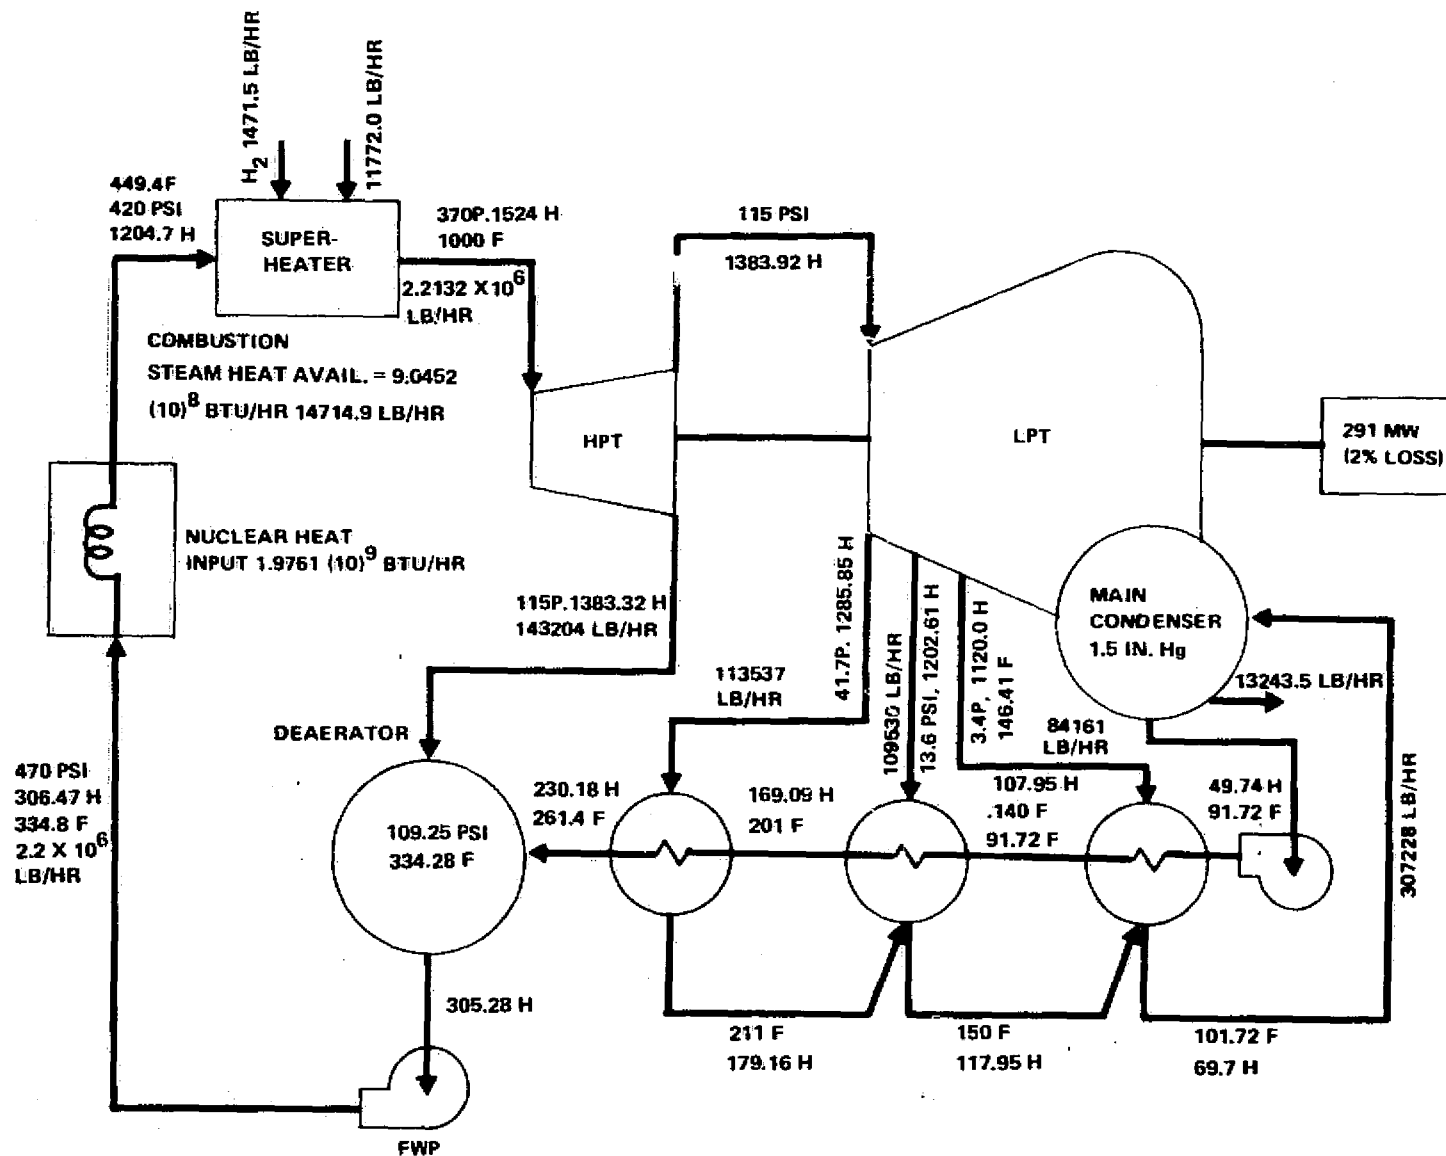 H2 1471.5 LB/HR
11772.0 LB/HR
449.4F
420 PSI
1204.7 H
SUPER-
HEATER
370P.1524 H
1000 F
2.2132 X 10^6
LB/HR
115 PSI
1383.92 H
COMBUSTION
STEAM HEAT AVAIL. = 9.0452
(10)^8 BTU/HR 14714.9 LB/HR
HPT
LPT
291 MW
(2% LOSS)
NUCLEAR HEAT
INPUT 1.9761 (10)^9 BTU/HR
115P.1383.32 H
143204 LB/HR
41.7P. 1285.85 H
109530 LB/HR
13.6 PSI, 1202.61 H
3.4P, 1120.0 H
146.41 F
MAIN
CONDENSER
1.5 IN. Hg
13243.5 LB/HR
113537
LB/HR
84161
LB/HR
DEAERATOR
470 PSI
306.47 H
334.8 F
2.2 X 10^6
LB/HR
109.25 PSI
334.28 F
230.18 H
261.4 F
169.09 H
201 F
107.95 H
.140 F
91.72 F
49.74 H
91.72 F
307228 LB/HR
305.28 H
211 F
179.16 H
150 F
117.95 H
101.72 F
69.7 H
FWP